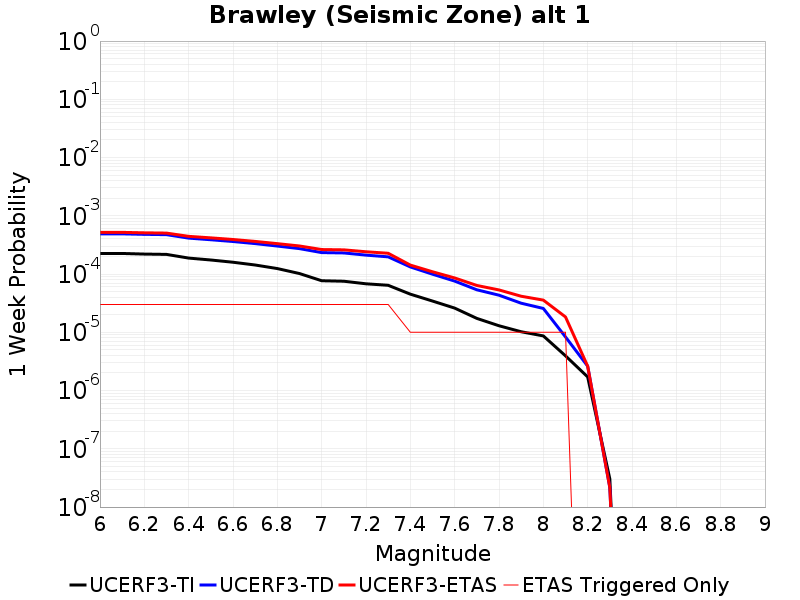 Brawley (Seismic Zone) alt 1
1 Week Probability
10^0
10^-1
10^-2
10^-3
10^-4
10^-5
10^-6
10^-7
10^-8
6 6.2 6.4 6.6 6.8 7 7.2 7.4 7.6 7.8 8 8.2 8.4 8.6 8.8 9
Magnitude
UCERF3-TI UCERF3-TD UCERF3-ETAS ETAS Triggered Only